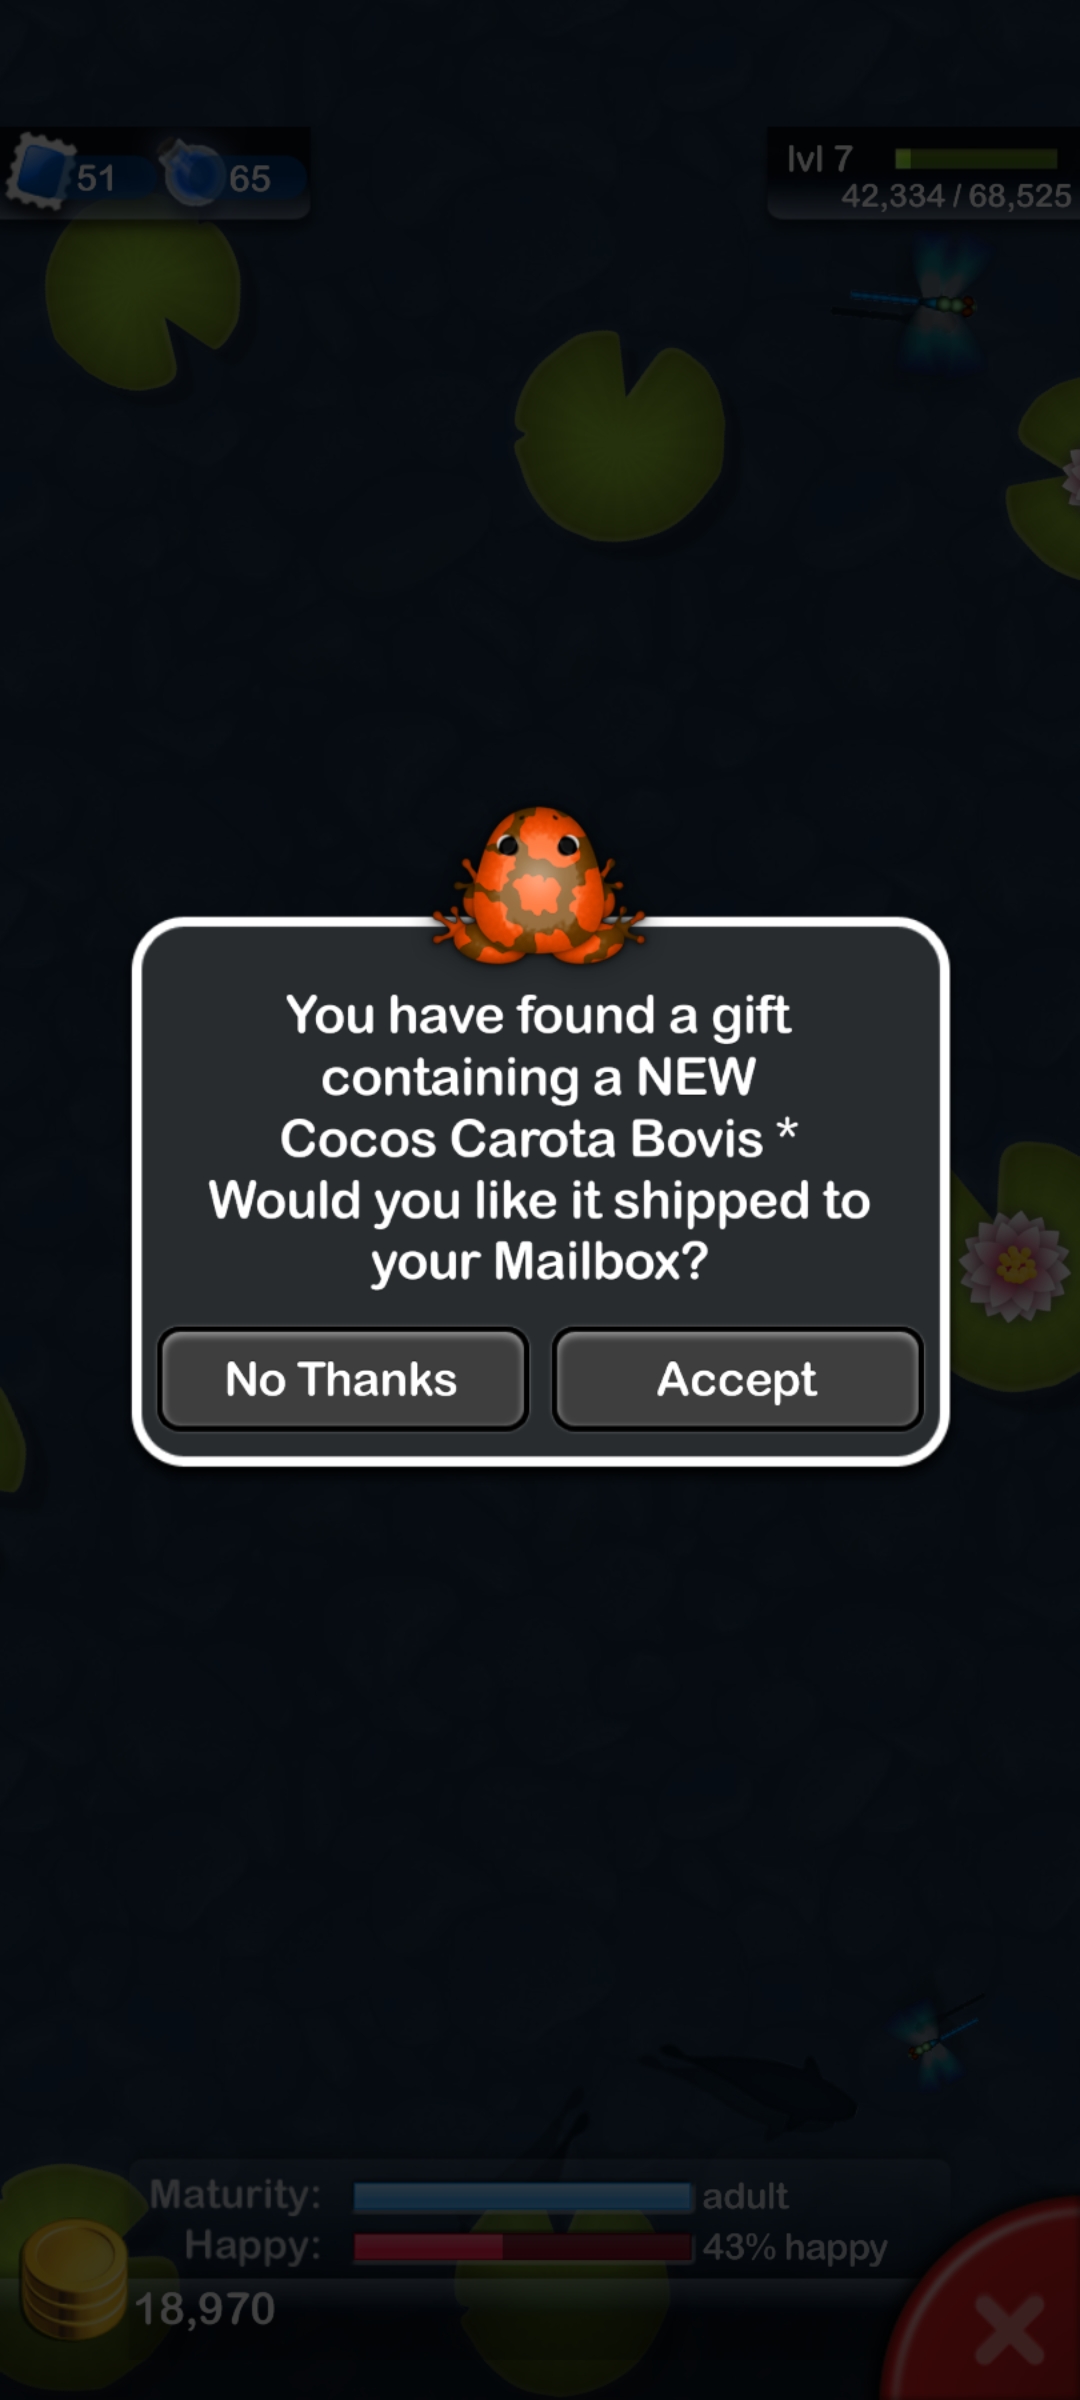 51 65
lvl 7
42,334 / 68,525
You have found a gift
containing a NEW
Cocos Carota Bovis *
Would you like it shipped to
your Mailbox?
No Thanks
Accept
Maturity: adult
Happy: 43% happy
18,970